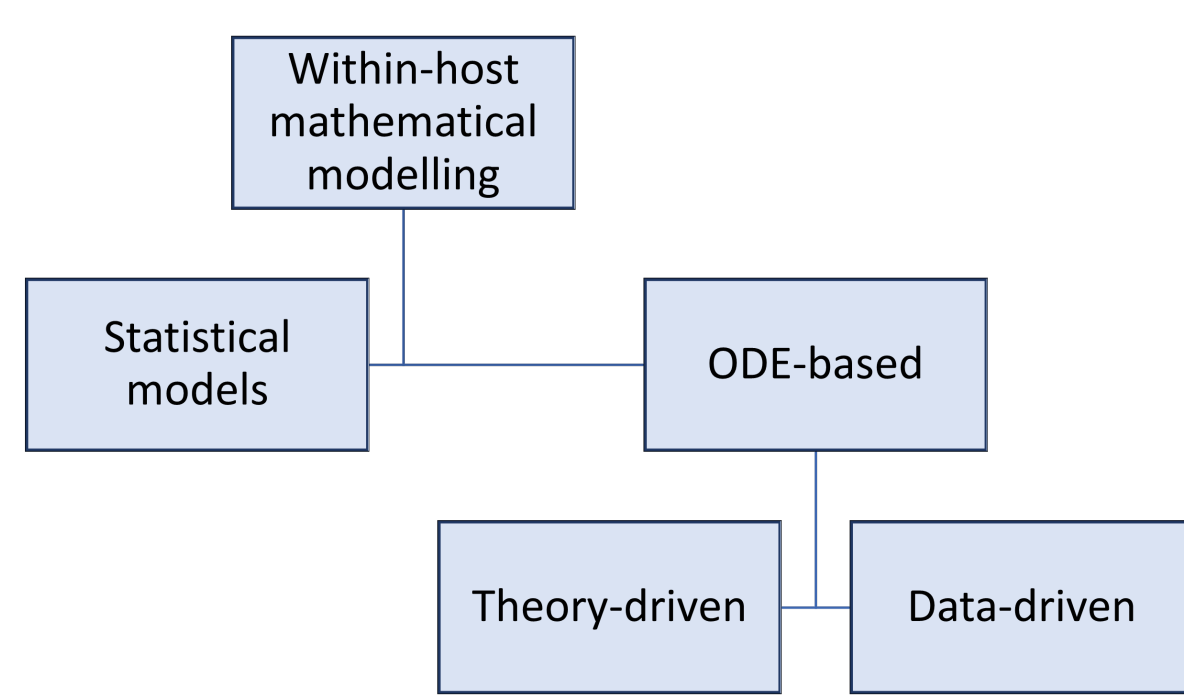 Within-host
mathematical
modelling
Statistical
models
ODE-based
Theory-driven
Data-driven